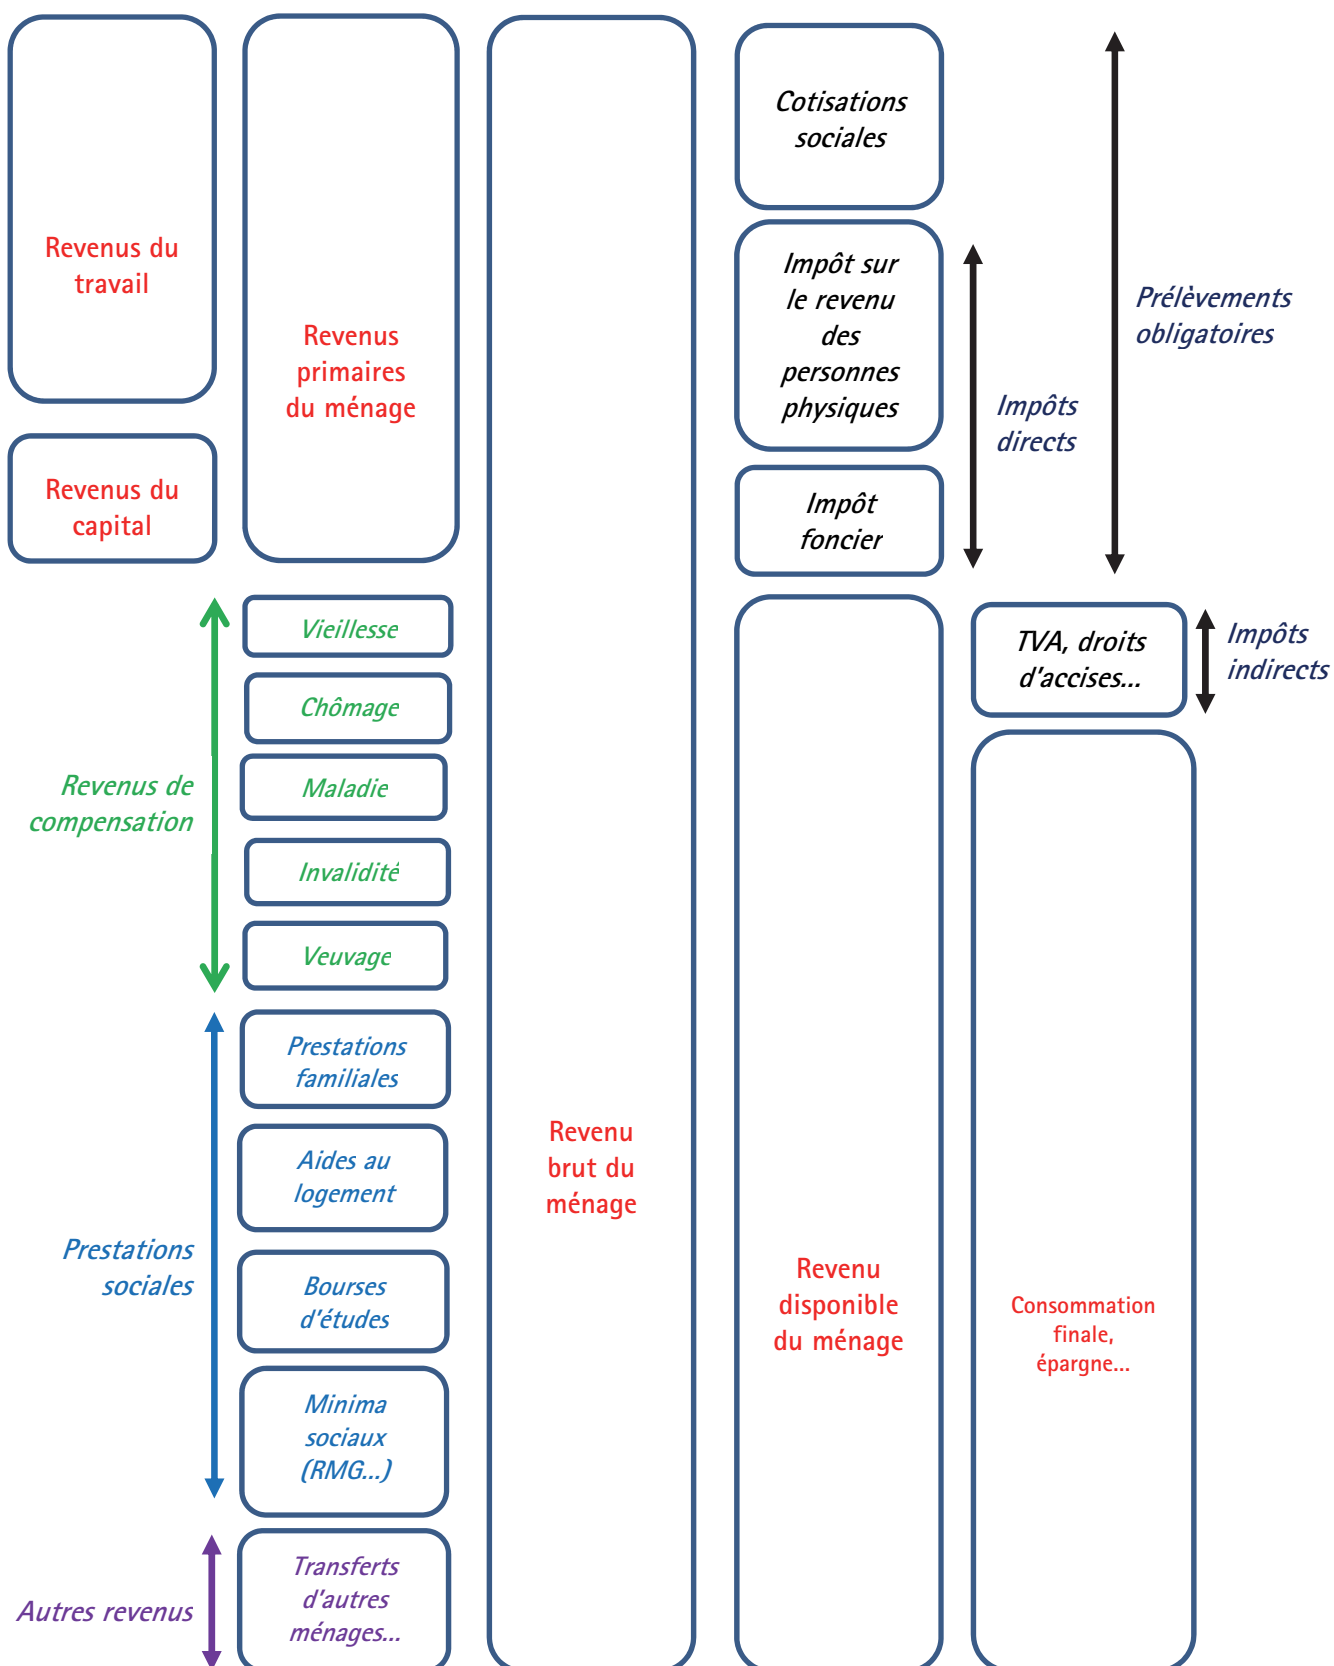 Revenus du
travail
Revenus du
capital
Revenus
primaires
du ménage
Revenus de
compensation
Vieillesse
Chômage
Maladie
Invalidité
Veuvage
Prestations
sociales
Prestations
familiales
Aides au
logement
Bourses
d'études
Minima
sociaux
(RMG...)
Autres revenus
Transferts
d'autres
ménages...
Revenu
brut du
ménage
Cotisations
sociales
Impôt sur
le revenu
des
personnes
physiques
Impôt
foncier
Impôts
directs
Prélèvements
obligatoires
Revenu
disponible
du ménage
TVA, droits
d'accises...
Impôts
indirects
Consommation
finale,
épargne...